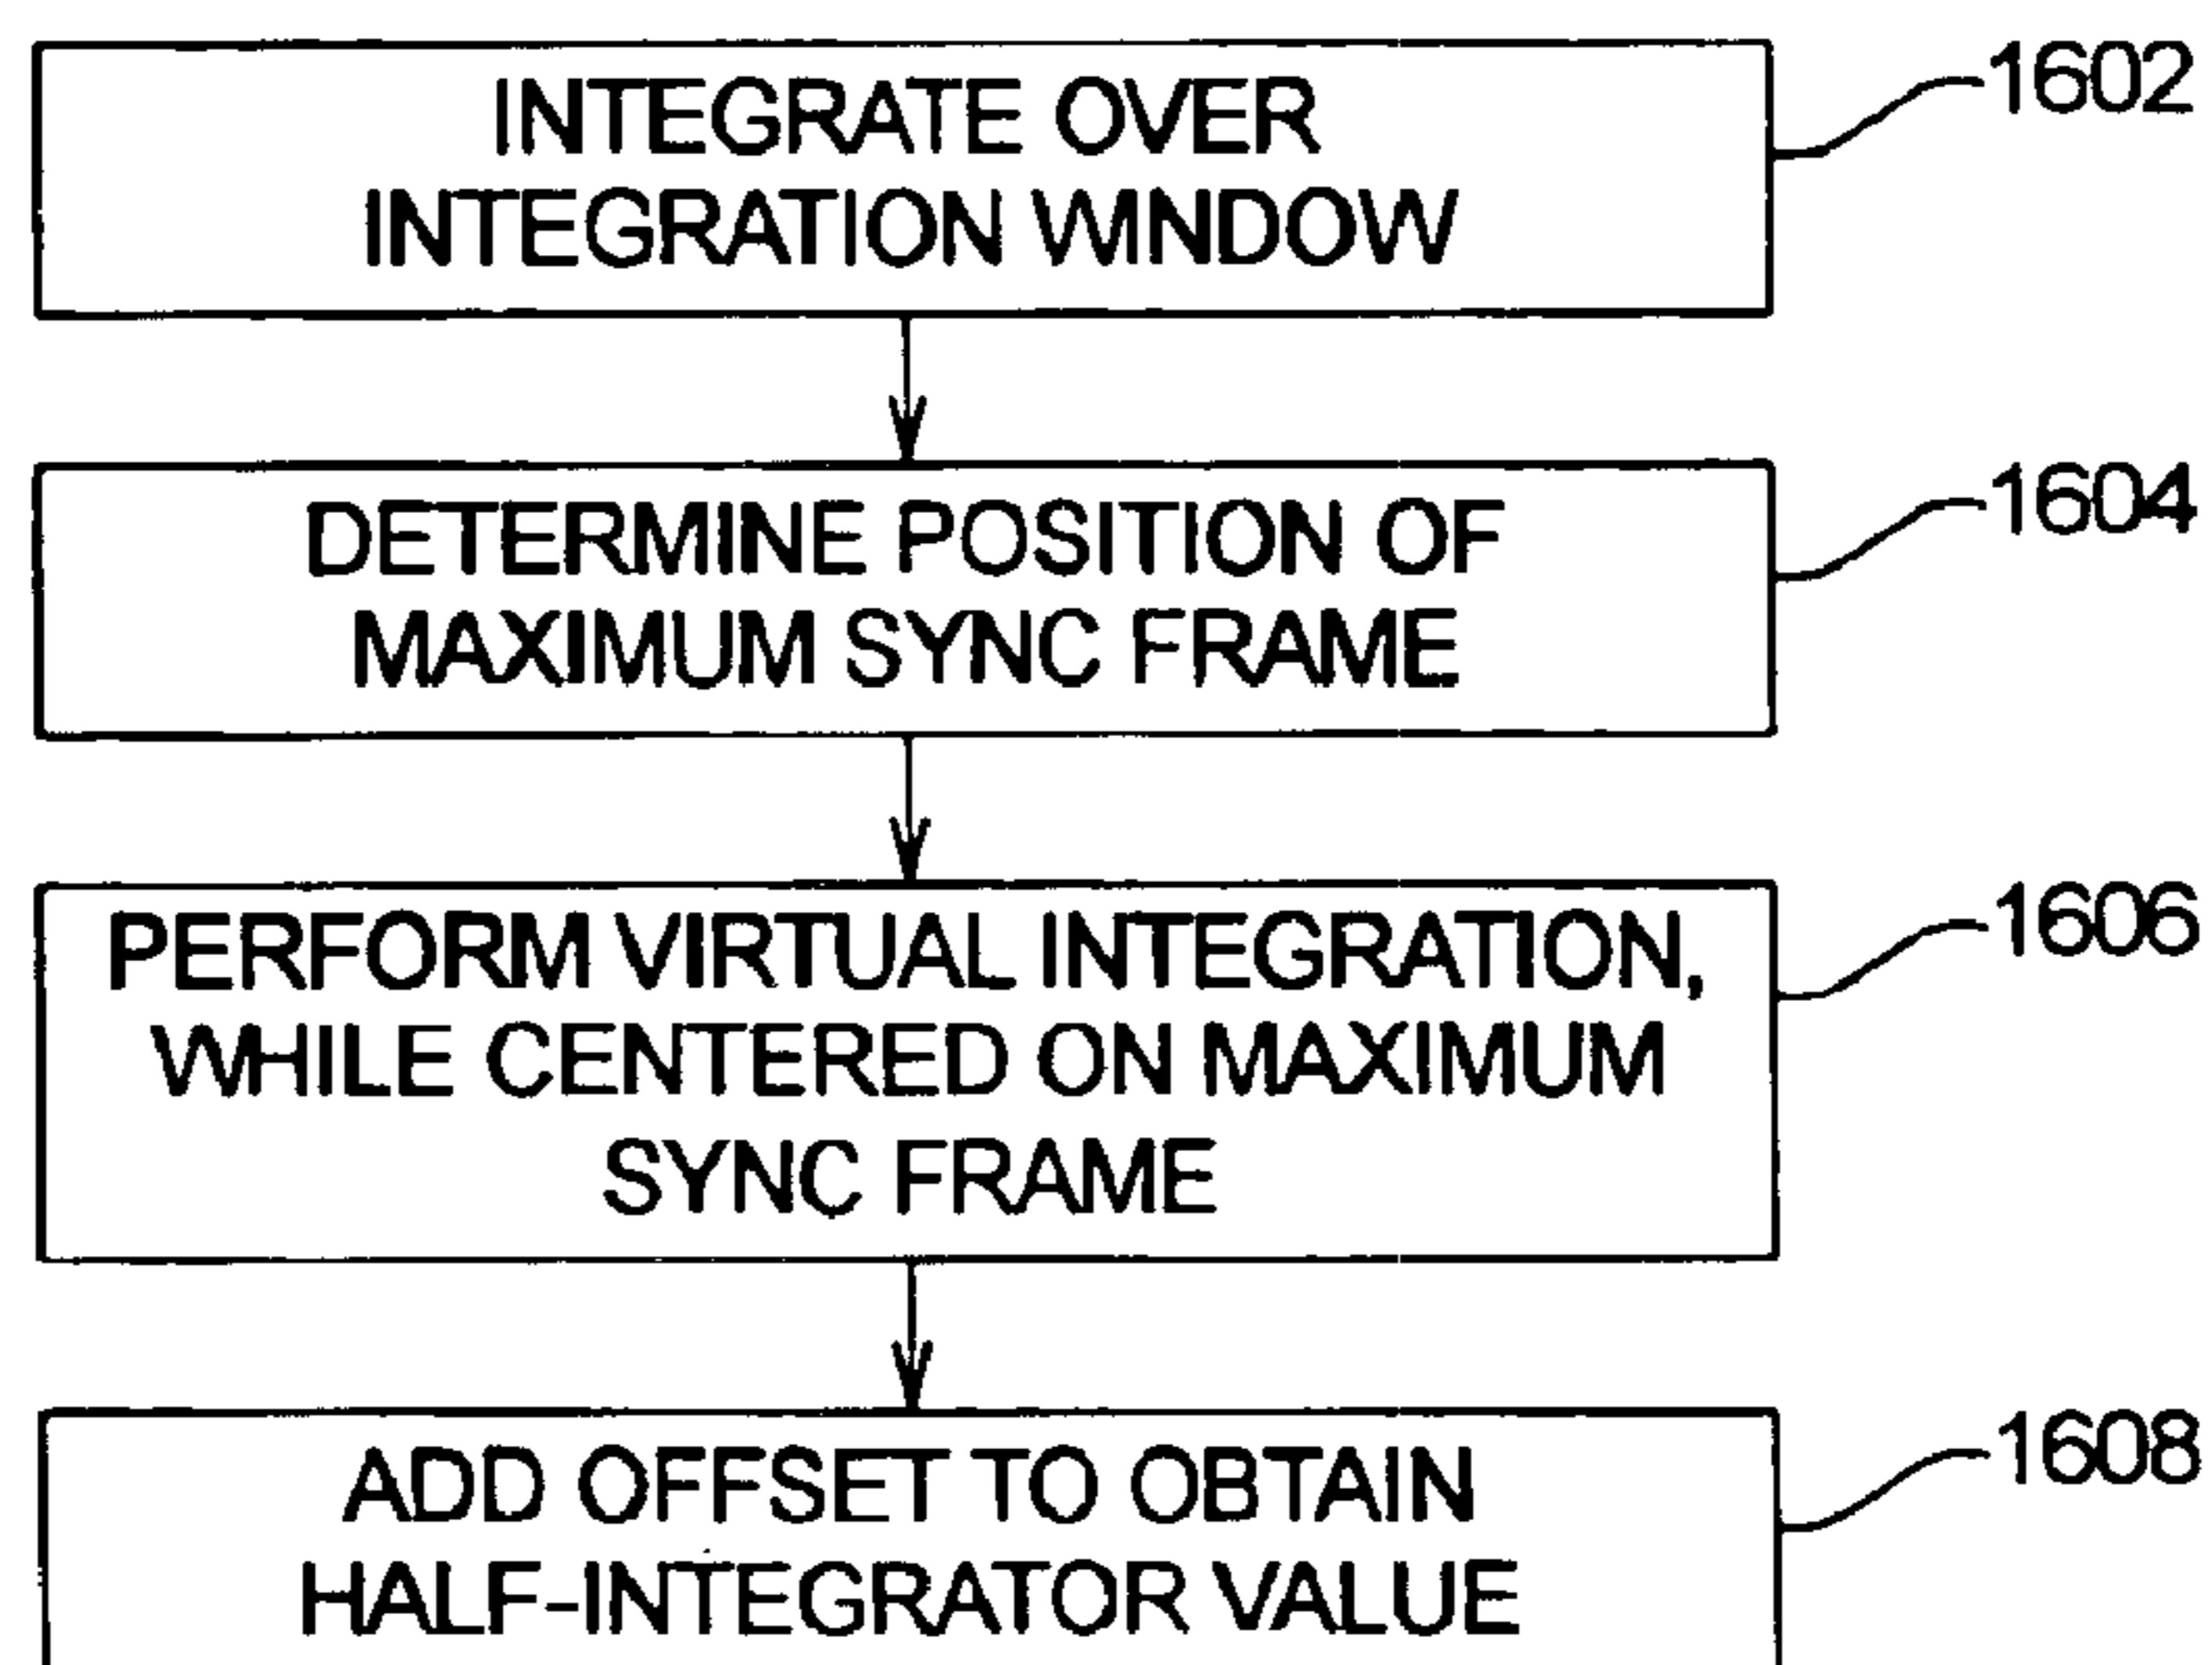 INTEGRATE OVER
INTEGRATION WINDOW
1602
DETERMINE POSITION OF
MAXIMUM SYNC FRAME
1604
PERFORM VIRTUAL INTEGRATION,
WHILE CENTERED ON MAXIMUM
SYNC FRAME
1606
ADD OFFSET TO OBTAIN
HALF-INTEGRATOR VALUE
1608